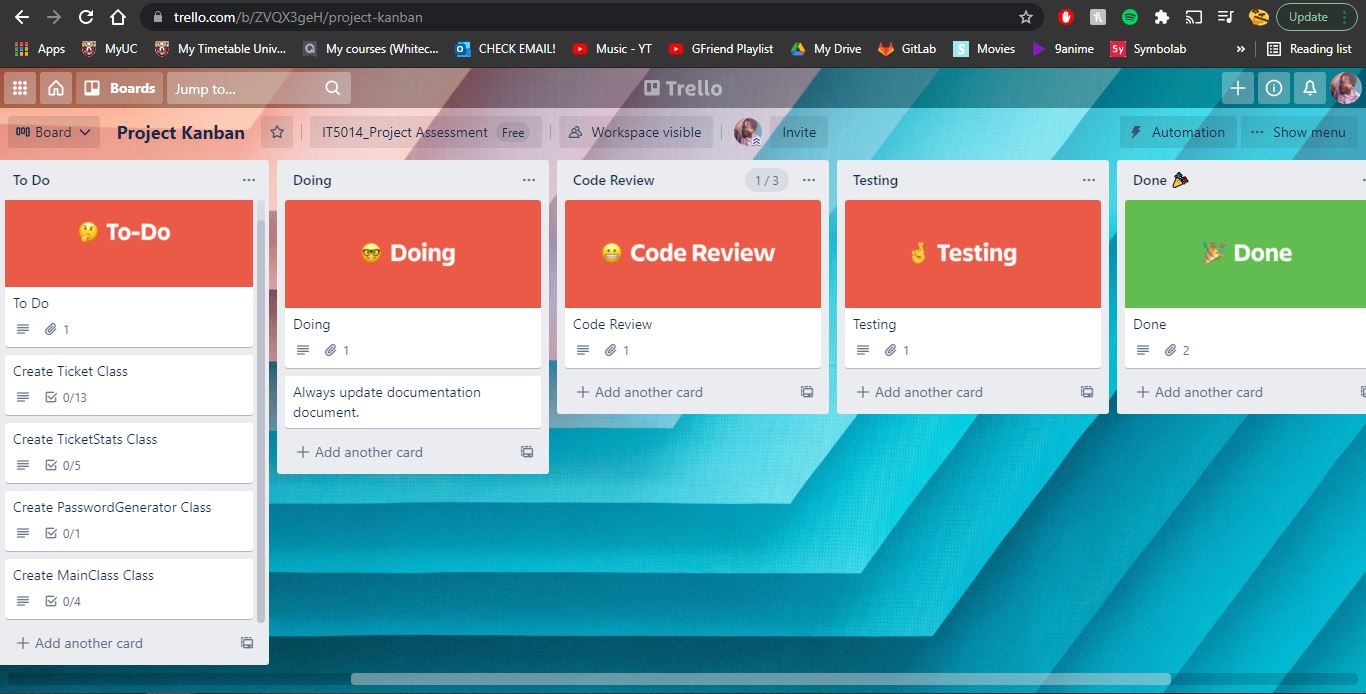 trello.com/b/ZVQX3geH/project-kanban
Update
Apps
MyUC
My Timetable Univ...
My courses (Whitec...
CHECK EMAIL!
Music - YT
GFriend Playlist
My Drive
GitLab
Movies
9anime
Sy
Symbolab
»
Reading list
Boards
Jump to...
Trello
Board
Project Kanban
IT5014_Project Assessment
Free
Workspace visible
Invite
Automation
Show menu
To Do
🤔 To-Do
To Do
1
Create Ticket Class
0/13
Create TicketStats Class
0/5
Create PasswordGenerator Class
0/1
Create MainClass Class
0/4
+ Add another card
Doing
🤓 Doing
Doing
1
Always update documentation
document.
+ Add another card
Code Review
1 / 3
😬 Code Review
Code Review
1
+ Add another card
Testing
🤞 Testing
Testing
1
+ Add another card
Done 🎉
🎉 Done
Done
2
+ Add another card